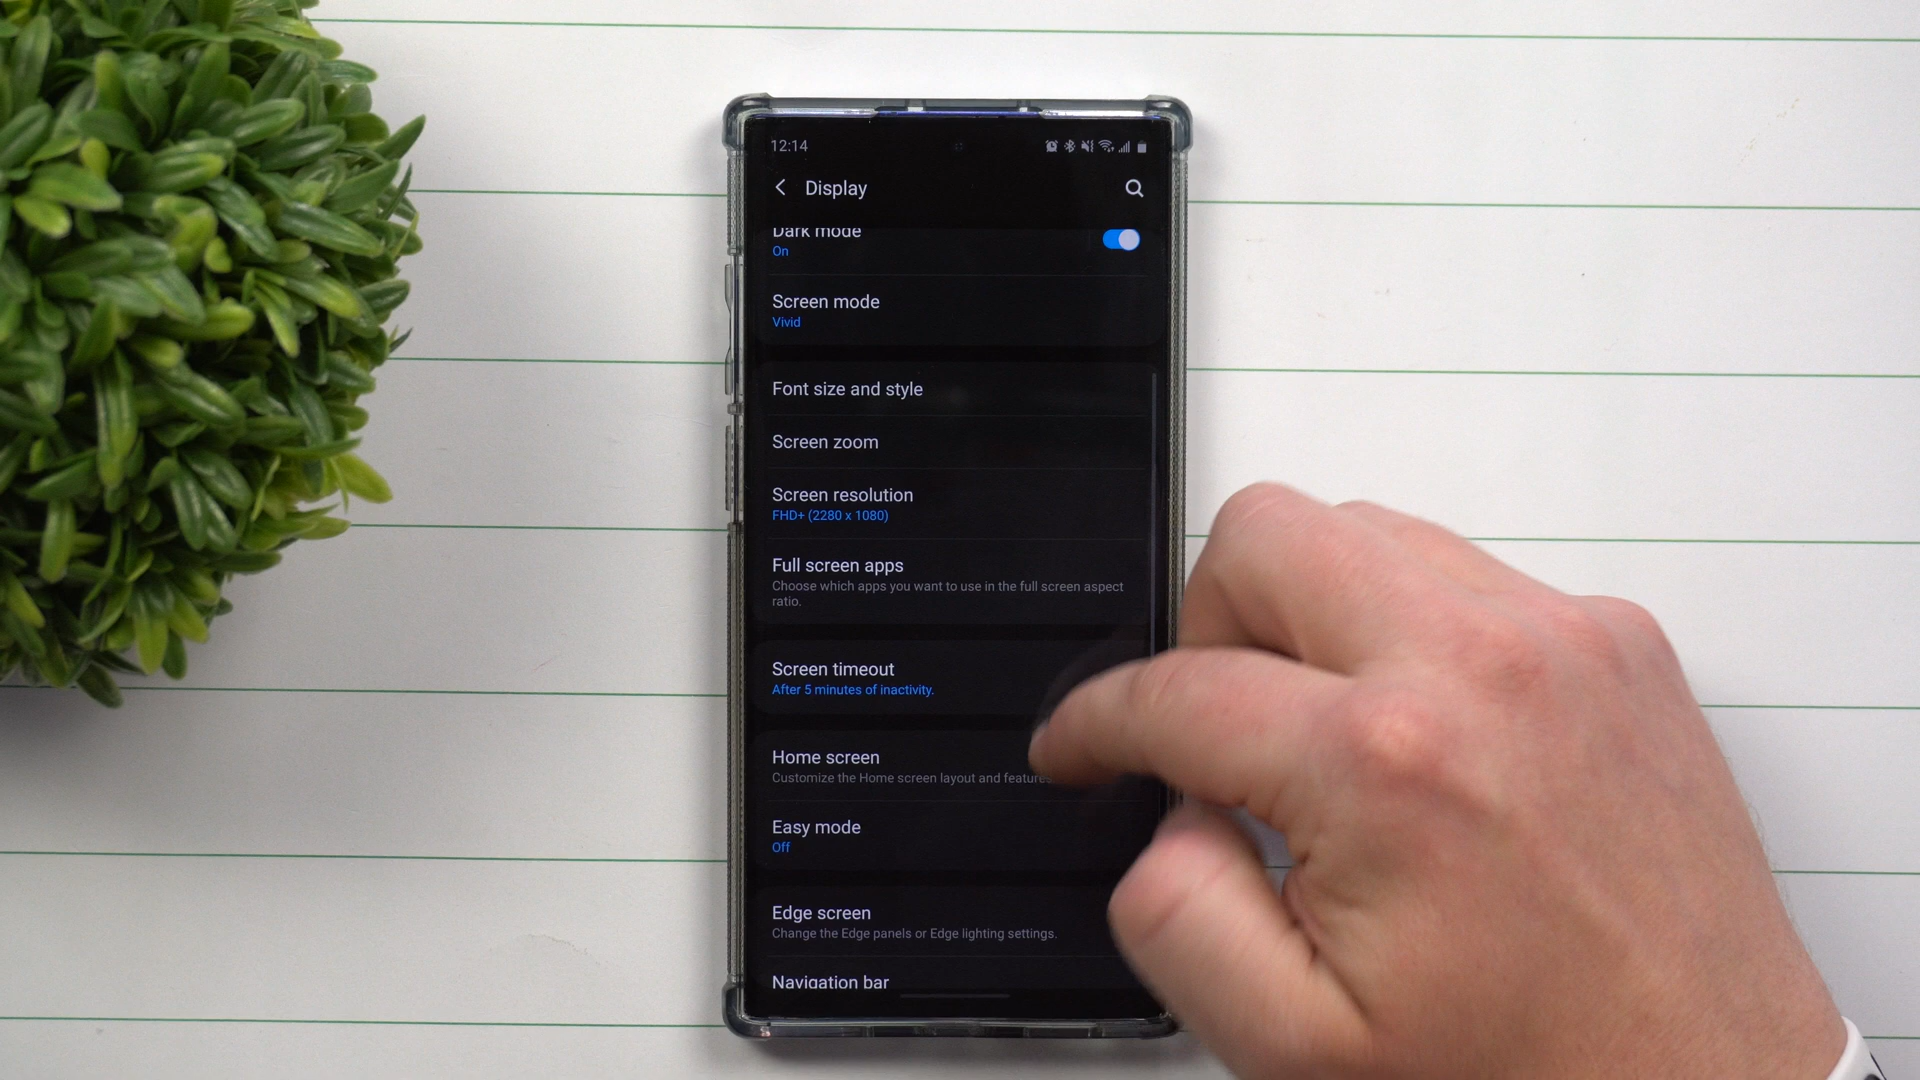 12:14
Display
Dark mode
On
Screen mode
Vivid
Font size and style
Screen zoom
Screen resolution
FHD+ (2280 x 1080)
Full screen apps
Choose which apps you want to use in the full screen aspect
ratio.
Screen timeout
After 5 minutes of inactivity.
Home screen
Customize the Home screen layout and feature
Easy mode
Off
Edge screen
Change the Edge panels or Edge lighting settings.
Navigation bar